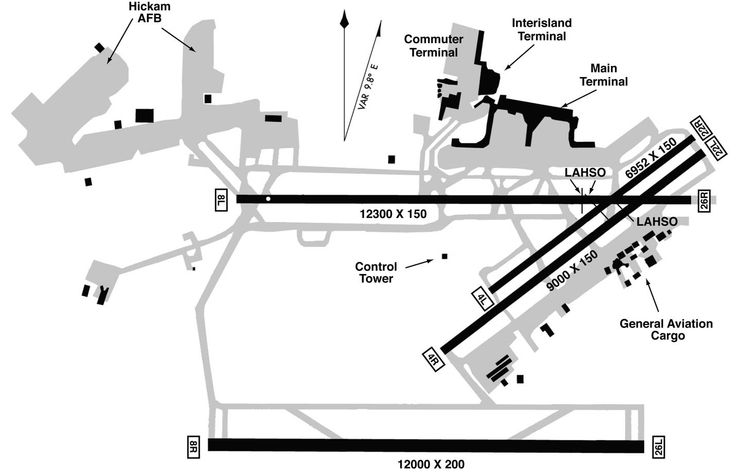 Hickam
AFB
Interisland
Terminal
Commuter
Terminal
Main
Terminal
VAR 9.8° E
22R
22L
6952 X 150
LAHSO
8L
26R
12300 X 150
LAHSO
Control
Tower
9000 X 150
4L
General Aviation
Cargo
4R
8R
26L
12000 X 200